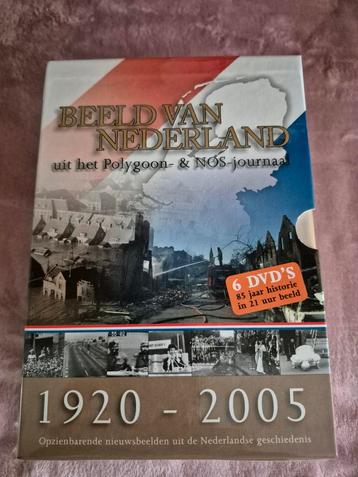 BEELD VAN
NEDERLAND
uit het Polygoon- & NOS-journaal
6 DVD'S
85 jaar historie
in 21 uur beeld
1920 - 2005
Opzienbarende nieuwsbeelden uit de Nederlandse geschiedenis